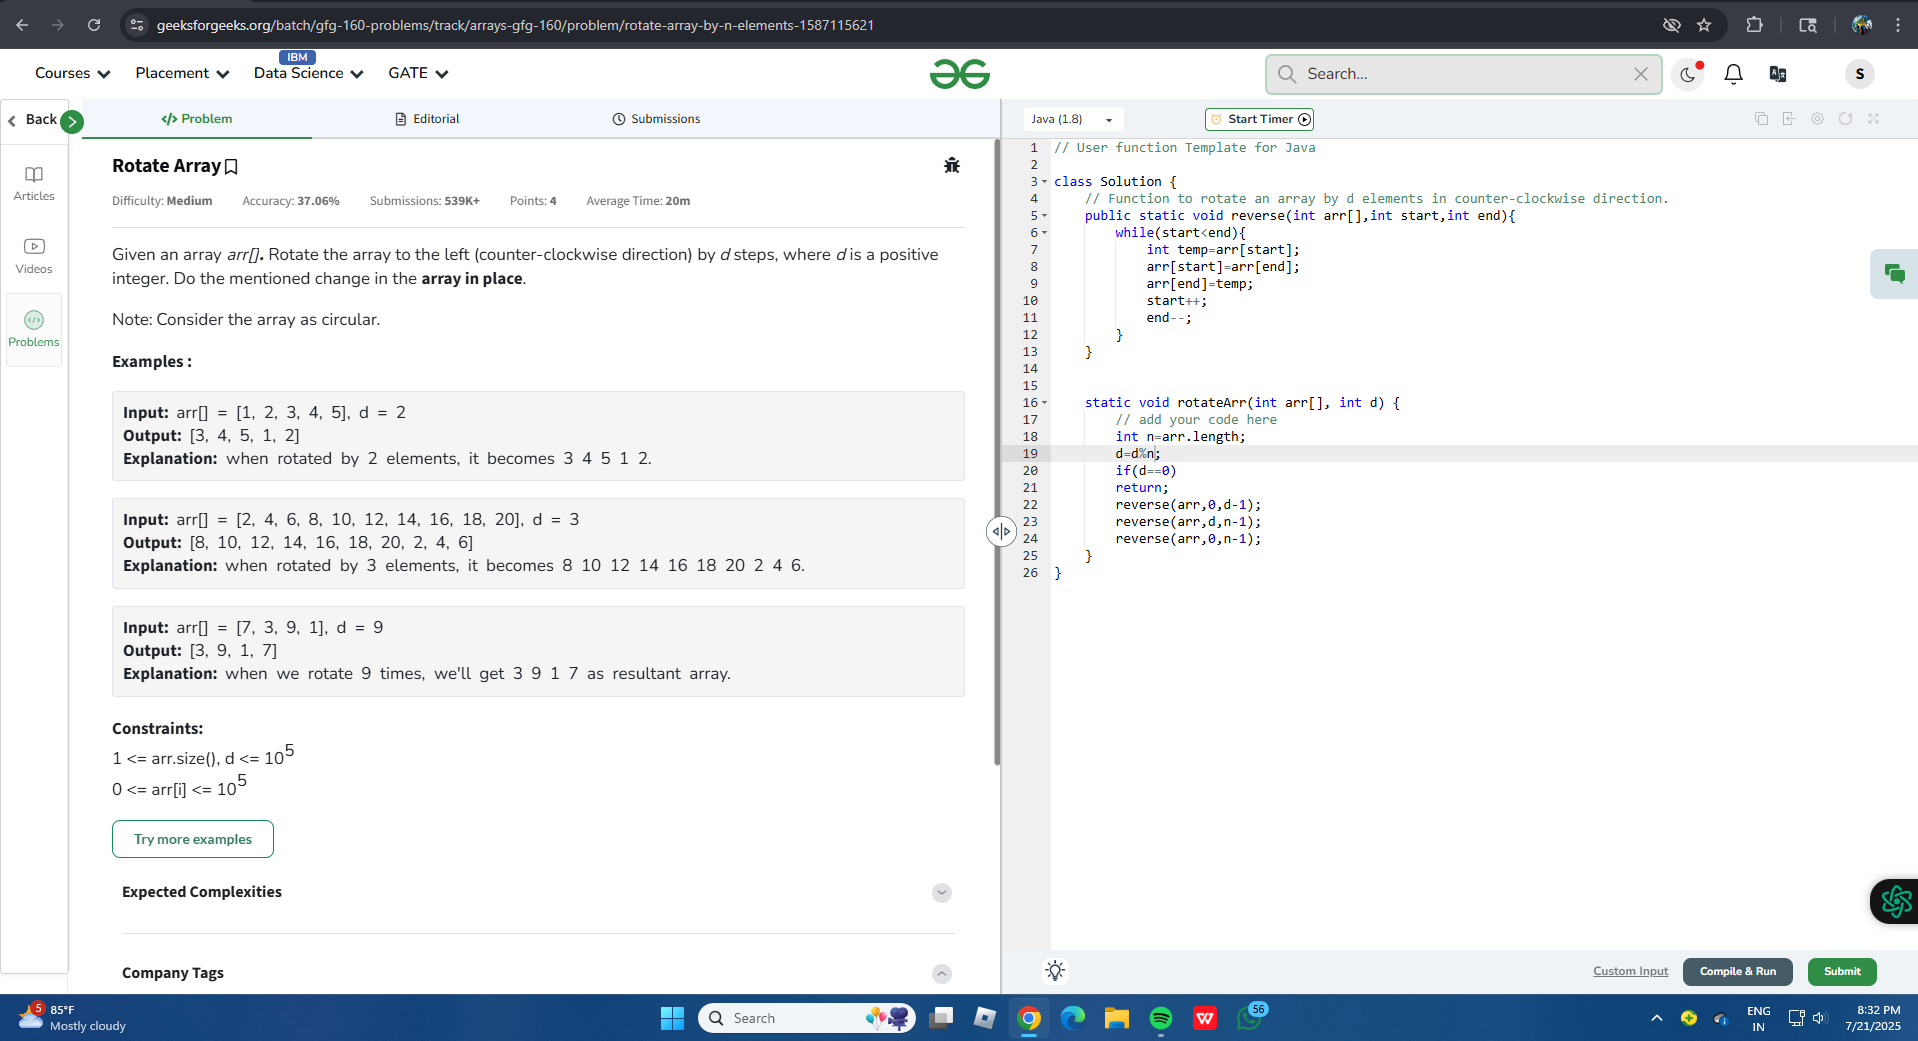 geeksforgeeks.org/batch/gfg-160-problems/track/arrays-gfg-160/problem/rotate-array-by-n-elements-1587115621
Courses Placement IBM Data Science GATE Search... S
Back Problem Editorial Submissions Java (1.8) Start Timer
Articles
Videos
Problems
Rotate Array
Difficulty: Medium Accuracy: 37.06% Submissions: 539K+ Points: 4 Average Time: 20m
Given an array arr[]. Rotate the array to the left (counter-clockwise direction) by d steps, where d is a positive
integer. Do the mentioned change in the array in place.
Note: Consider the array as circular.
Examples :
Input: arr[] = [1, 2, 3, 4, 5], d = 2
Output: [3, 4, 5, 1, 2]
Explanation: when rotated by 2 elements, it becomes 3 4 5 1 2.
Input: arr[] = [2, 4, 6, 8, 10, 12, 14, 16, 18, 20], d = 3
Output: [8, 10, 12, 14, 16, 18, 20, 2, 4, 6]
Explanation: when rotated by 3 elements, it becomes 8 10 12 14 16 18 20 2 4 6.
Input: arr[] = [7, 3, 9, 1], d = 9
Output: [3, 9, 1, 7]
Explanation: when we rotate 9 times, we'll get 3 9 1 7 as resultant array.
Constraints:
1 <= arr.size(), d <= 10^5
0 <= arr[i] <= 10^5
Try more examples
Expected Complexities
Company Tags
1 // User function Template for Java
2
3 class Solution {
4 // Function to rotate an array by d elements in counter-clockwise direction.
5 public static void reverse(int arr[],int start,int end){
6 while(start<end){
7 int temp=arr[start];
8 arr[start]=arr[end];
9 arr[end]=temp;
10 start++;
11 end--;
12 }
13 }
14
15
16 static void rotateArr(int arr[], int d) {
17 // add your code here
18 int n=arr.length;
19 d=d%n;
20 if(d==0)
21 return;
22 reverse(arr,0,d-1);
23 reverse(arr,d,n-1);
24 reverse(arr,0,n-1);
25 }
26 }
Custom Input Compile & Run Submit
5 85°F
Mostly cloudy
Search
W
56
ENG
IN
8:32 PM
7/21/2025